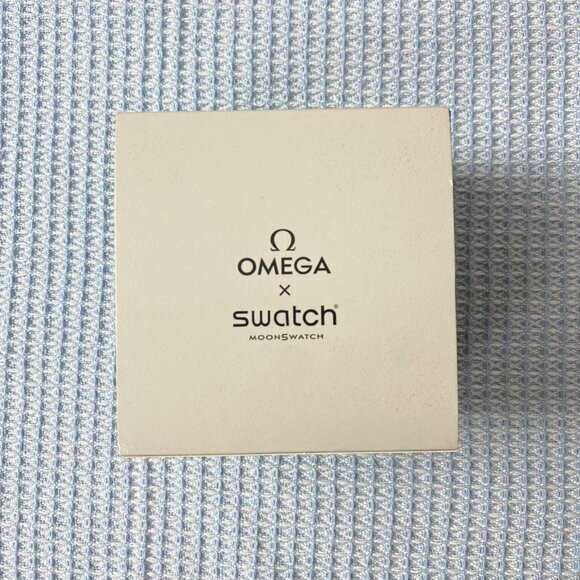 Ω
OMEGA
×
swatch®
MOONSWATCH